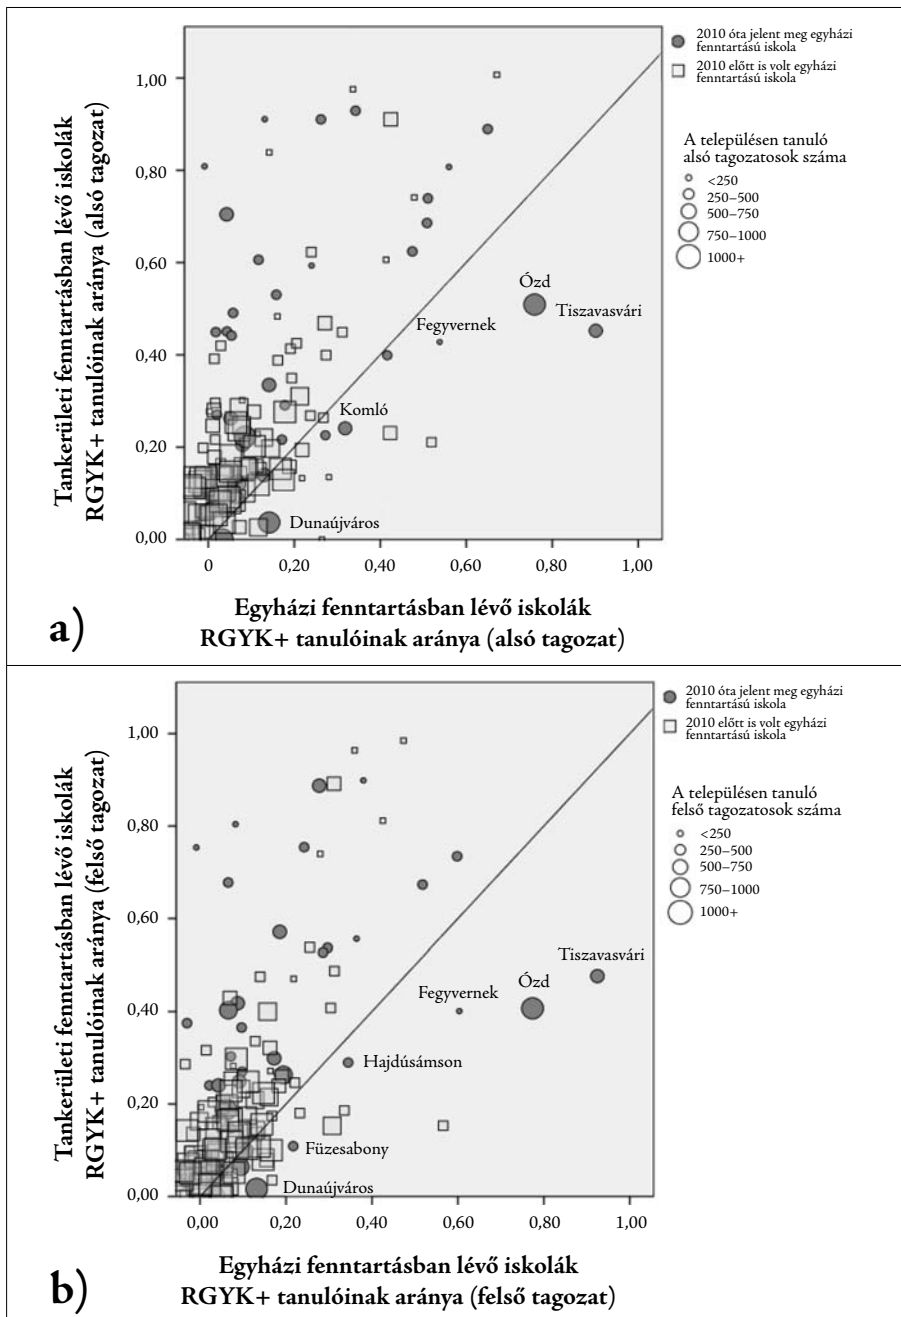 2010 óta jelent meg egyházi
fenntartású iskola
2010 előtt is volt egyházi
fenntartású iskola
A településen tanuló
alsó tagozatosok száma
<250
250–500
500–750
750–1000
1000+
Tankerületi fenntartásban lévő iskolák
RGYK+ tanulóinak aránya (alsó tagozat)
1,00
0,80
0,60
0,40
0,20
0,00
Ózd
Tiszavasvári
Fegyvernek
Komló
Dunaújváros
0
0,20
0,40
0,60
0,80
1,00
Egyházi fenntartásban lévő iskolák
RGYK+ tanulóinak aránya (alsó tagozat)
a)
2010 óta jelent meg egyházi
fenntartású iskola
2010 előtt is volt egyházi
fenntartású iskola
A településen tanuló
felső tagozatosok száma
<250
250–500
500–750
750–1000
1000+
Tankerületi fenntartásban lévő iskolák
RGYK+ tanulóinak aránya (felső tagozat)
1,00
0,80
0,60
0,40
0,20
0,00
Tiszavasvári
Ózd
Fegyvernek
Hajdúsámson
Füzesabony
Dunaújváros
0,00
0,20
0,40
0,60
0,80
1,00
Egyházi fenntartásban lévő iskolák
RGYK+ tanulóinak aránya (felső tagozat)
b)